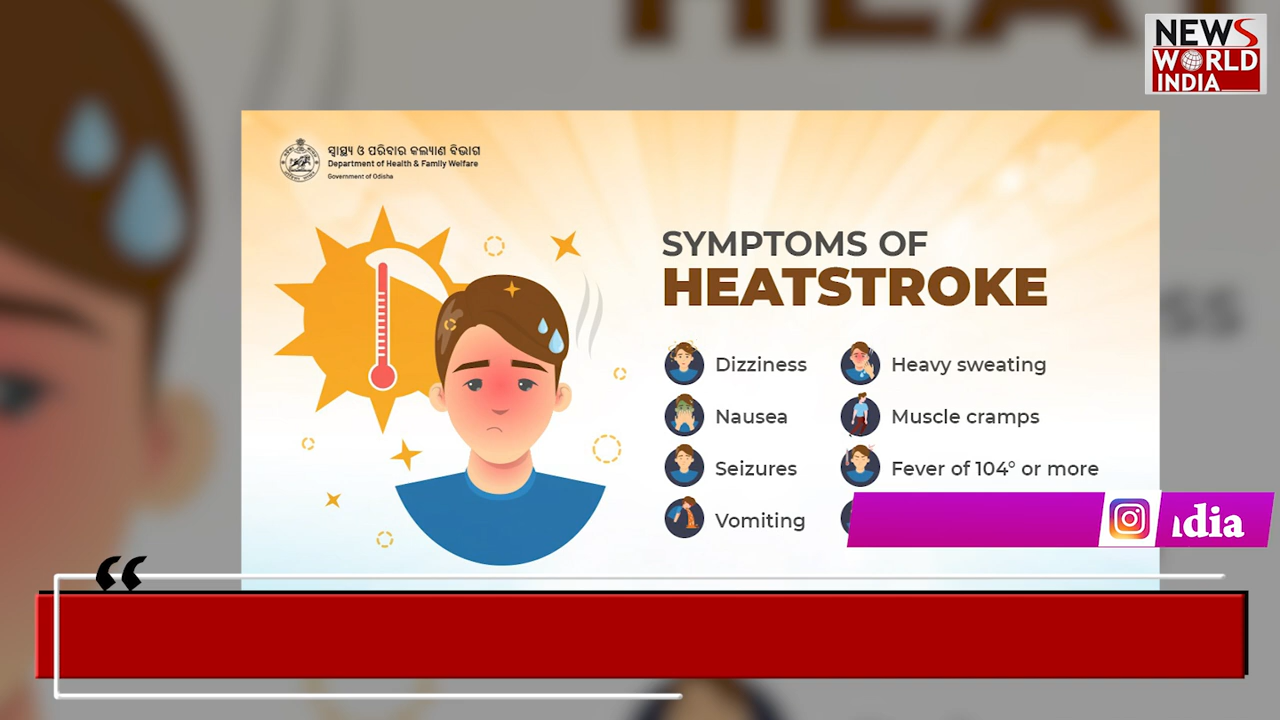 NEWS
WORLD
INDIA
ସ୍ୱାସ୍ଥ୍ୟ ଓ ପରିବାର କଲ୍ୟାଣ ବିଭାଗ
Department of Health & Family Welfare
Government of Odisha
SYMPTOMS OF
HEATSTROKE
Dizziness
Heavy sweating
Nausea
Muscle cramps
Seizures
Fever of 104° or more
Vomiting